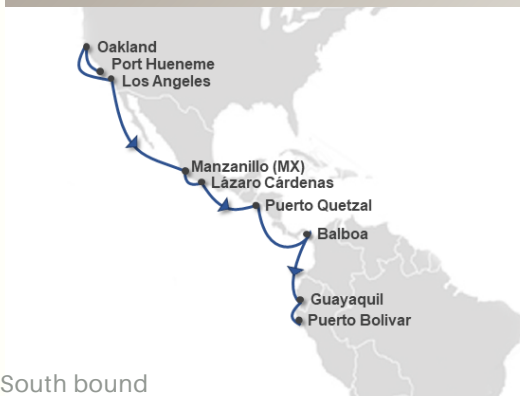 Oakland
Port Hueneme
Los Angeles
Manzanillo (MX)
Lázaro Cárdenas
Puerto Quetzal
Balboa
Guayaquil
Puerto Bolivar
South bound